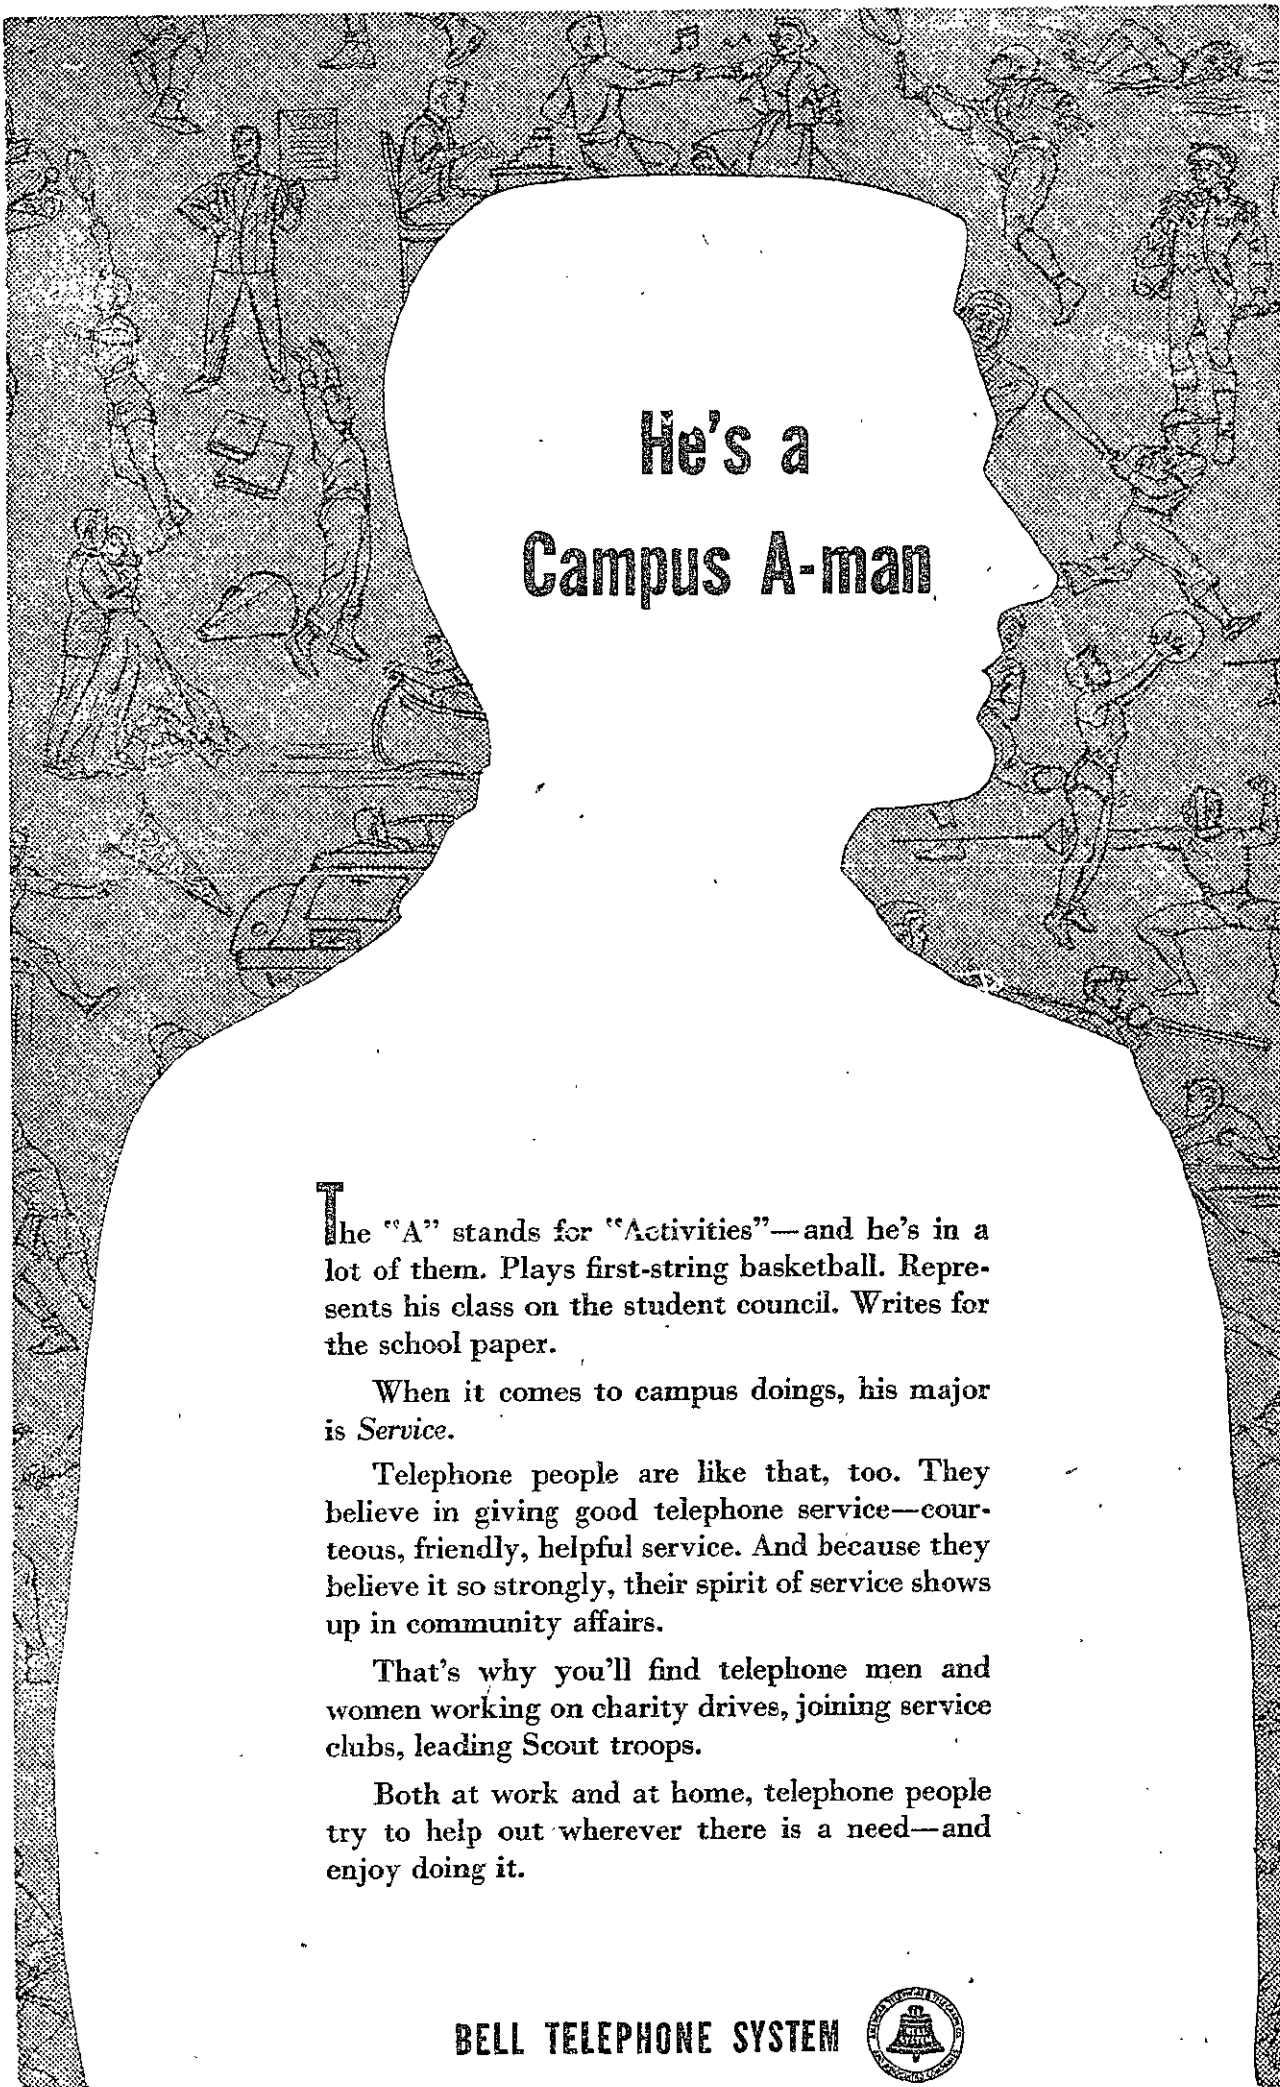 He's a
Campus A-man
The "A" stands for "Activities"—and he's in a
lot of them. Plays first-string basketball. Repre-
sents his class on the student council. Writes for
the school paper.
When it comes to campus doings, his major
is Service.
Telephone people are like that, too. They
believe in giving good telephone service—cour-
teous, friendly, helpful service. And because they
believe it so strongly, their spirit of service shows
up in community affairs.
That's why you'll find telephone men and
women working on charity drives, joining service
clubs, leading Scout troops.
Both at work and at home, telephone people
try to help out wherever there is a need—and
enjoy doing it.
BELL TELEPHONE SYSTEM